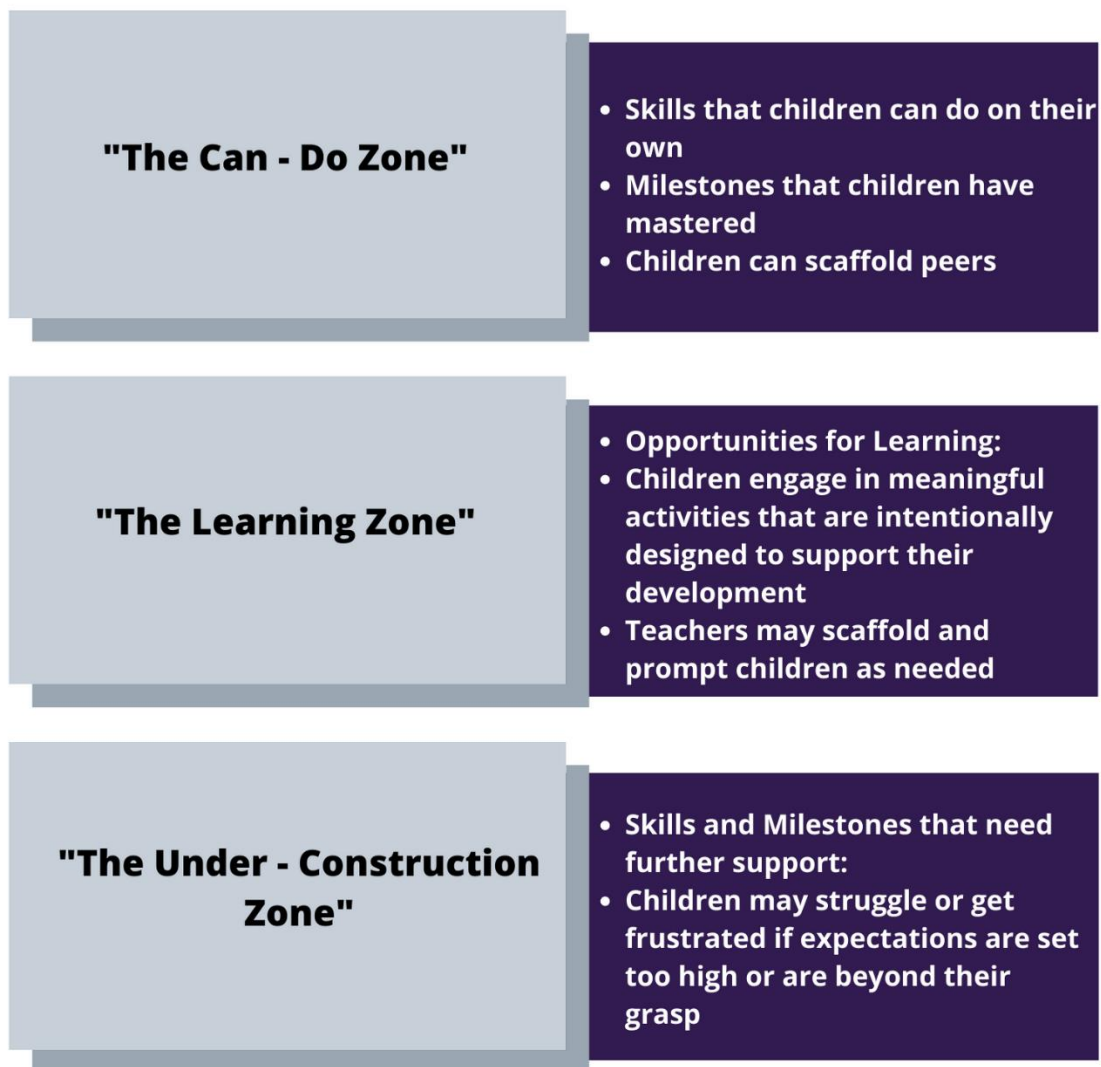 "The Can - Do Zone"
• Skills that children can do on their
own
• Milestones that children have
mastered
• Children can scaffold peers
"The Learning Zone"
• Opportunities for Learning:
• Children engage in meaningful
activities that are intentionally
designed to support their
development
• Teachers may scaffold and
prompt children as needed
"The Under - Construction
Zone"
• Skills and Milestones that need
further support:
• Children may struggle or get
frustrated if expectations are set
too high or are beyond their
grasp